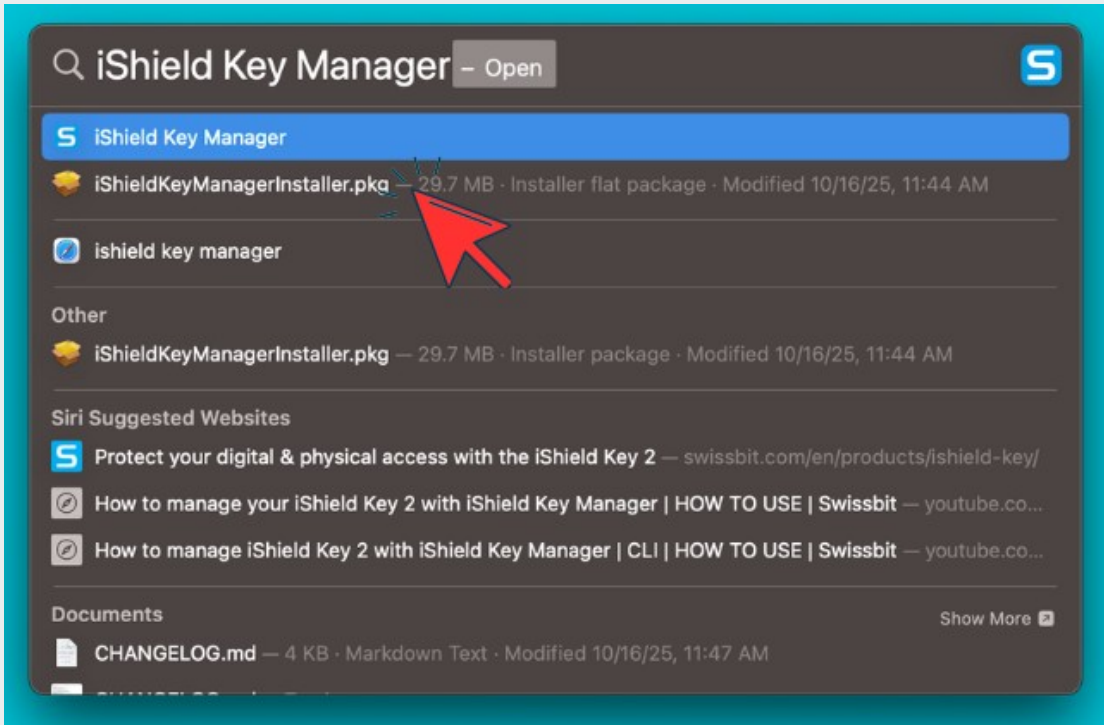 iShield Key Manager – Open
iShield Key Manager
iShieldKeyManagerInstaller.pkg — 29.7 MB · Installer flat package · Modified 10/16/25, 11:44 AM
ishield key manager
Other
iShieldKeyManagerInstaller.pkg — 29.7 MB · Installer package · Modified 10/16/25, 11:44 AM
Siri Suggested Websites
Protect your digital & physical access with the iShield Key 2 — swissbit.com/en/products/ishield-key/
How to manage your iShield Key 2 with iShield Key Manager | HOW TO USE | Swissbit — youtube.co...
How to manage iShield Key 2 with iShield Key Manager | CLI | HOW TO USE | Swissbit — youtube.co...
Documents
Show More
CHANGELOG.md — 4 KB · Markdown Text · Modified 10/16/25, 11:47 AM